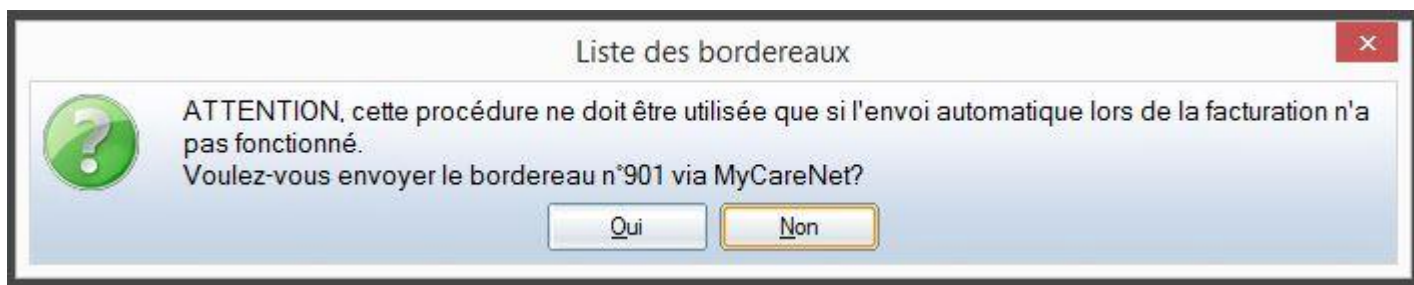 Liste des bordereaux
ATTENTION, cette procédure ne doit être utilisée que si l'envoi automatique lors de la facturation n'a
pas fonctionné.
Voulez-vous envoyer le bordereau n°901 via MyCareNet?
Oui
Non